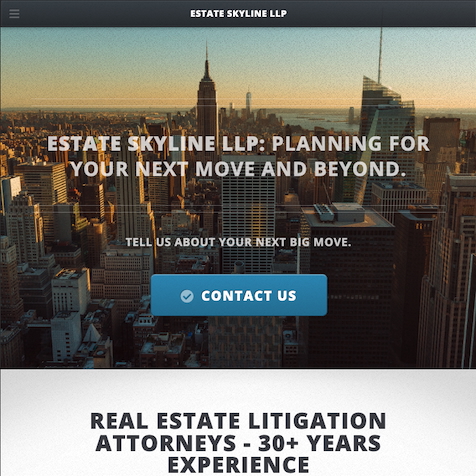 ESTATE SKYLINE LLP
ESTATE SKYLINE LLP: PLANNING FOR
YOUR NEXT MOVE AND BEYOND.
TELL US ABOUT YOUR NEXT BIG MOVE.
CONTACT US
REAL ESTATE LITIGATION
ATTORNEYS - 30+ YEARS
EXPERIENCE